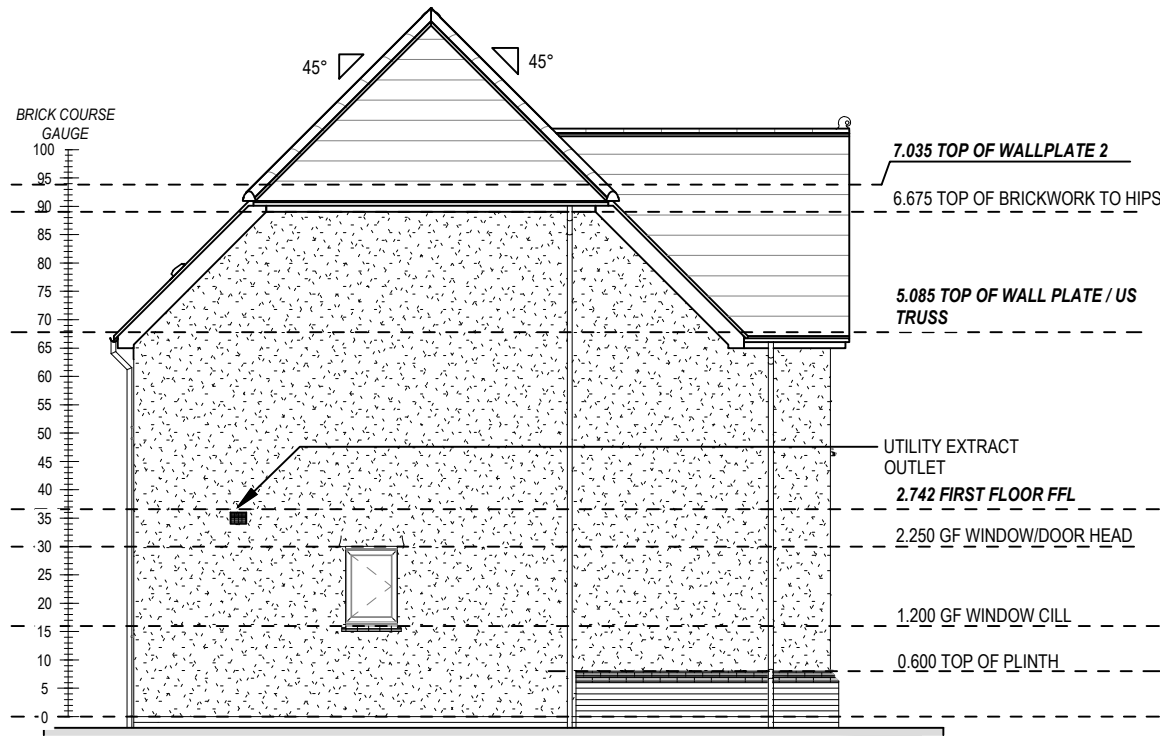 45°
45°
BRICK COURSE
GAUGE
100
95
90
85
80
75
70
65
60
55
50
45
40
35
30
25
20
15
10
5
0
7.035 TOP OF WALLPLATE 2
6.675 TOP OF BRICKWORK TO HIPS
5.085 TOP OF WALL PLATE / US
TRUSS
UTILITY EXTRACT
OUTLET
2.742 FIRST FLOOR FFL
2.250 GF WINDOW/DOOR HEAD
1.200 GF WINDOW CILL
0.600 TOP OF PLINTH